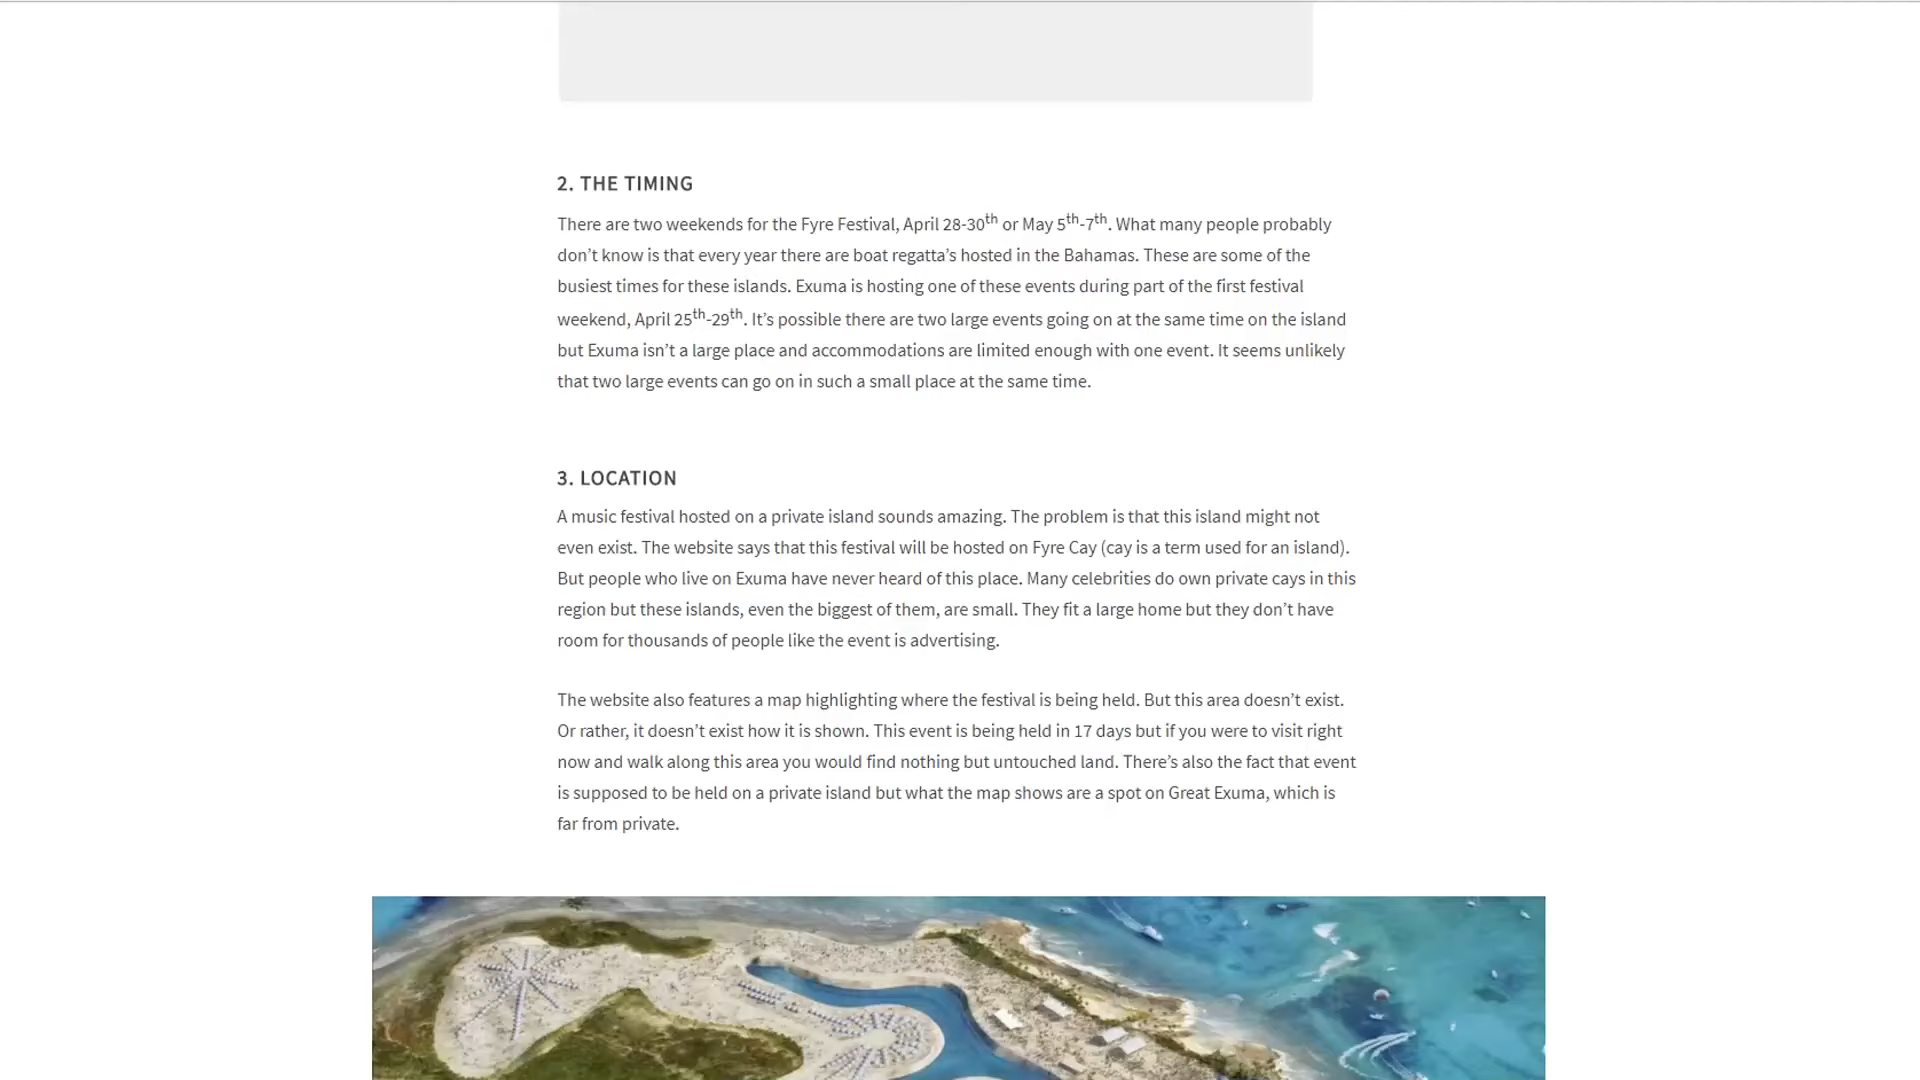 2. THE TIMING
There are two weekends for the Fyre Festival, April 28-30th or May 5th-7th. What many people probably
don’t know is that every year there are boat regatta’s hosted in the Bahamas. These are some of the
busiest times for these islands. Exuma is hosting one of these events during part of the first festival
weekend, April 25th-29th. It’s possible there are two large events going on at the same time on the island
but Exuma isn’t a large place and accommodations are limited enough with one event. It seems unlikely
that two large events can go on in such a small place at the same time.
3. LOCATION
A music festival hosted on a private island sounds amazing. The problem is that this island might not
even exist. The website says that this festival will be hosted on Fyre Cay (cay is a term used for an island).
But people who live on Exuma have never heard of this place. Many celebrities do own private cays in this
region but these islands, even the biggest of them, are small. They fit a large home but they don’t have
room for thousands of people like the event is advertising.
The website also features a map highlighting where the festival is being held. But this area doesn’t exist.
Or rather, it doesn’t exist how it is shown. This event is being held in 17 days but if you were to visit right
now and walk along this area you would find nothing but untouched land. There’s also the fact that event
is supposed to be held on a private island but what the map shows are a spot on Great Exuma, which is
far from private.